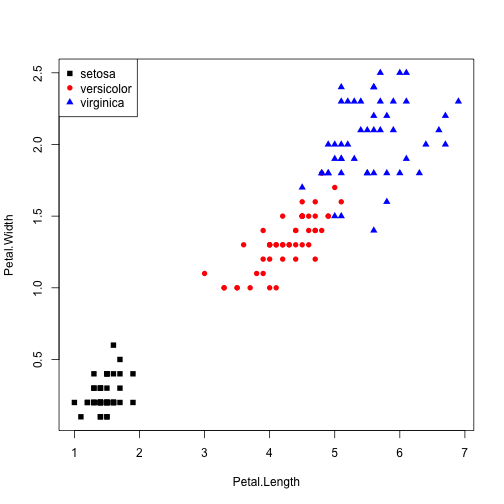 setosa
versicolor
virginica
2.5
2.0
1.5
1.0
0.5
Petal.Width
1 2 3 4 5 6 7
Petal.Length